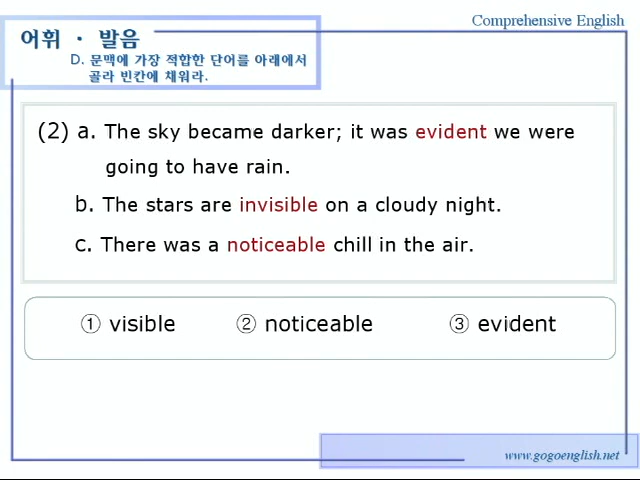 Comprehensive English
어휘 · 발음
D. 문맥에 가장 적합한 단어를 아래에서
골라 빈칸에 채워라.
(2) a. The sky became darker; it was evident we were
going to have rain.
b. The stars are invisible on a cloudy night.
c. There was a noticeable chill in the air.
① visible ② noticeable ③ evident
www.gogoenglish.net